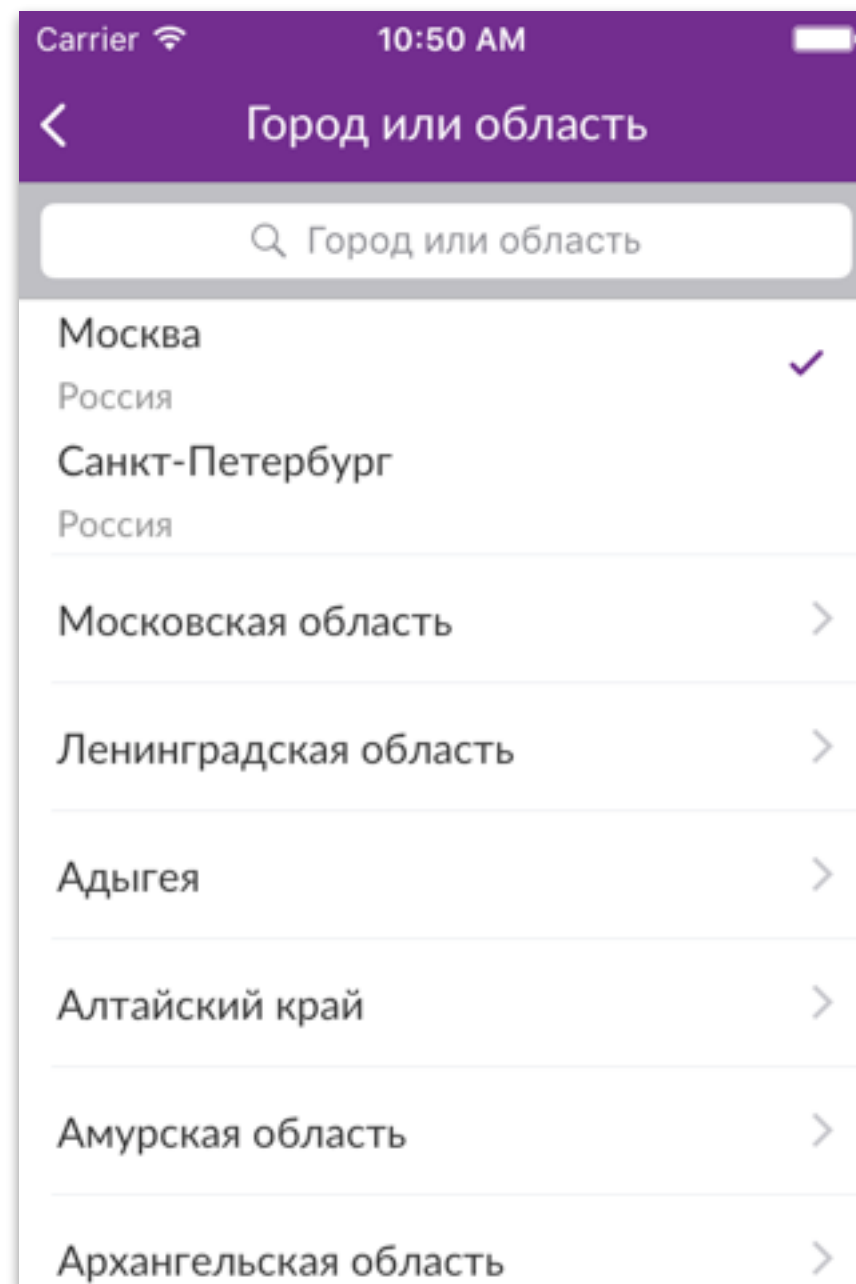 Carrier 10:50 AM
Город или область
Город или область
Москва
Россия
Санкт-Петербург
Россия
Московская область
Ленинградская область
Адыгея
Алтайский край
Амурская область
Архангельская область